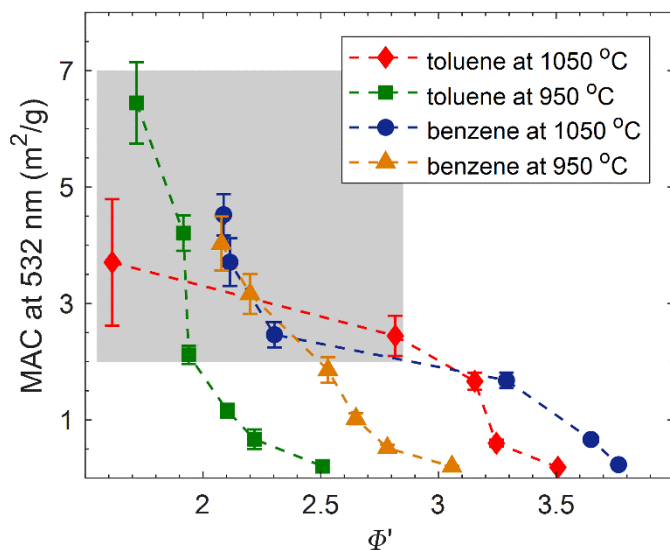 7
5
3
1
MAC at 532 nm (m²/g)
toluene at 1050 °C
toluene at 950 °C
benzene at 1050 °C
benzene at 950 °C
2 2.5 3 3.5
Φ'